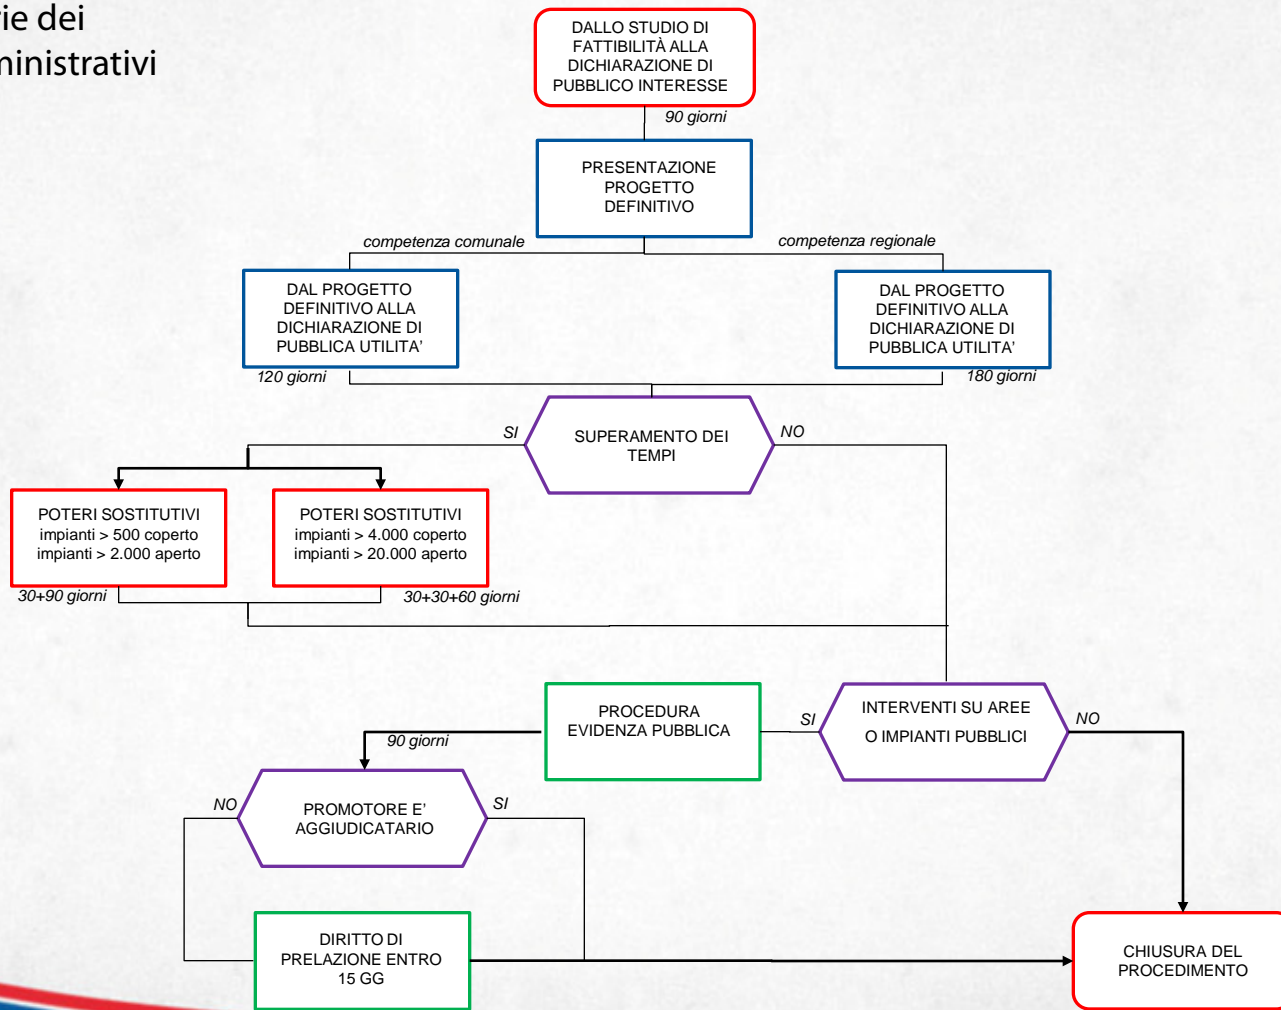 rie dei
ministrativi
DALLO STUDIO DI
FATTIBILITÀ ALLA
DICHIARAZIONE DI
PUBBLICO INTERESSE
90 giorni
PRESENTAZIONE
PROGETTO
DEFINITIVO
competenza comunale
competenza regionale
DAL PROGETTO
DEFINITIVO ALLA
DICHIARAZIONE DI
PUBBLICA UTILITA'
120 giorni
DAL PROGETTO
DEFINITIVO ALLA
DICHIARAZIONE DI
PUBBLICA UTILITA'
180 giorni
SI
SUPERAMENTO DEI
TEMPI
NO
POTERI SOSTITUTIVI
impianti > 500 coperto
impianti > 2.000 aperto
30+90 giorni
POTERI SOSTITUTIVI
impianti > 4.000 coperto
impianti > 20.000 aperto
30+30+60 giorni
PROCEDURA
EVIDENZA PUBBLICA
SI
INTERVENTI SU AREE
O IMPIANTI PUBBLICI
NO
90 giorni
NO
PROMOTORE E'
AGGIUDICATARIO
SI
DIRITTO DI
PRELAZIONE ENTRO
15 GG
CHIUSURA DEL
PROCEDIMENTO